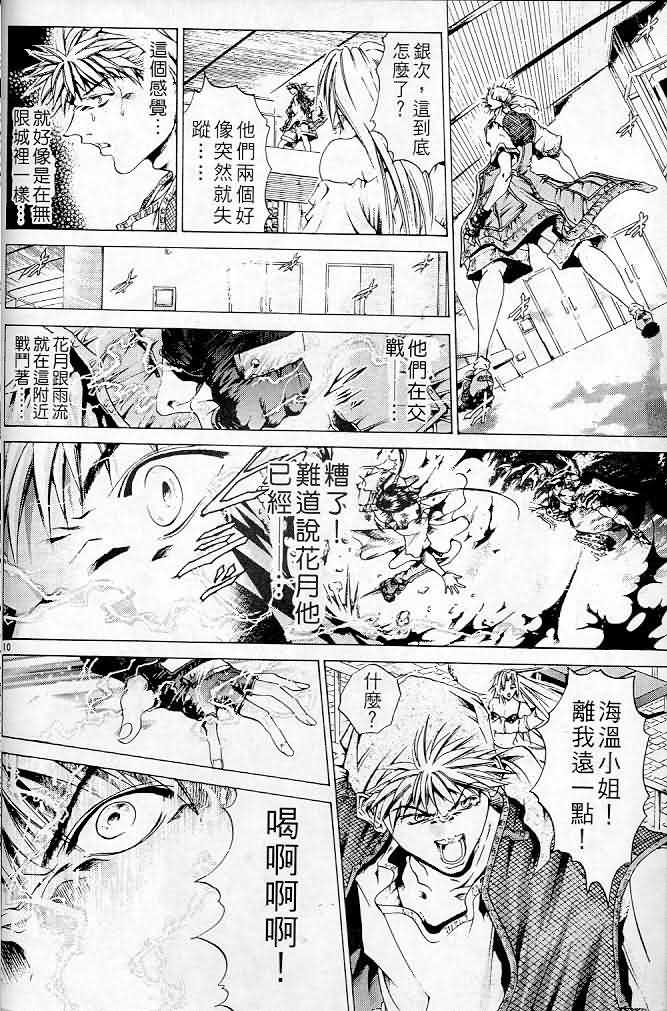 銀次，這到底
怎麼了？
他們兩個好
像突然就失
蹤……
這個感覺…
就好像是在無
限城裡一樣…
他們在交
戰——…
花月跟雨流
就在這附近
戰鬥著……
糟了！
難道說花月他
已經——…
海溫小姐！
離我遠一點！
什麼？
喝啊啊啊！
10